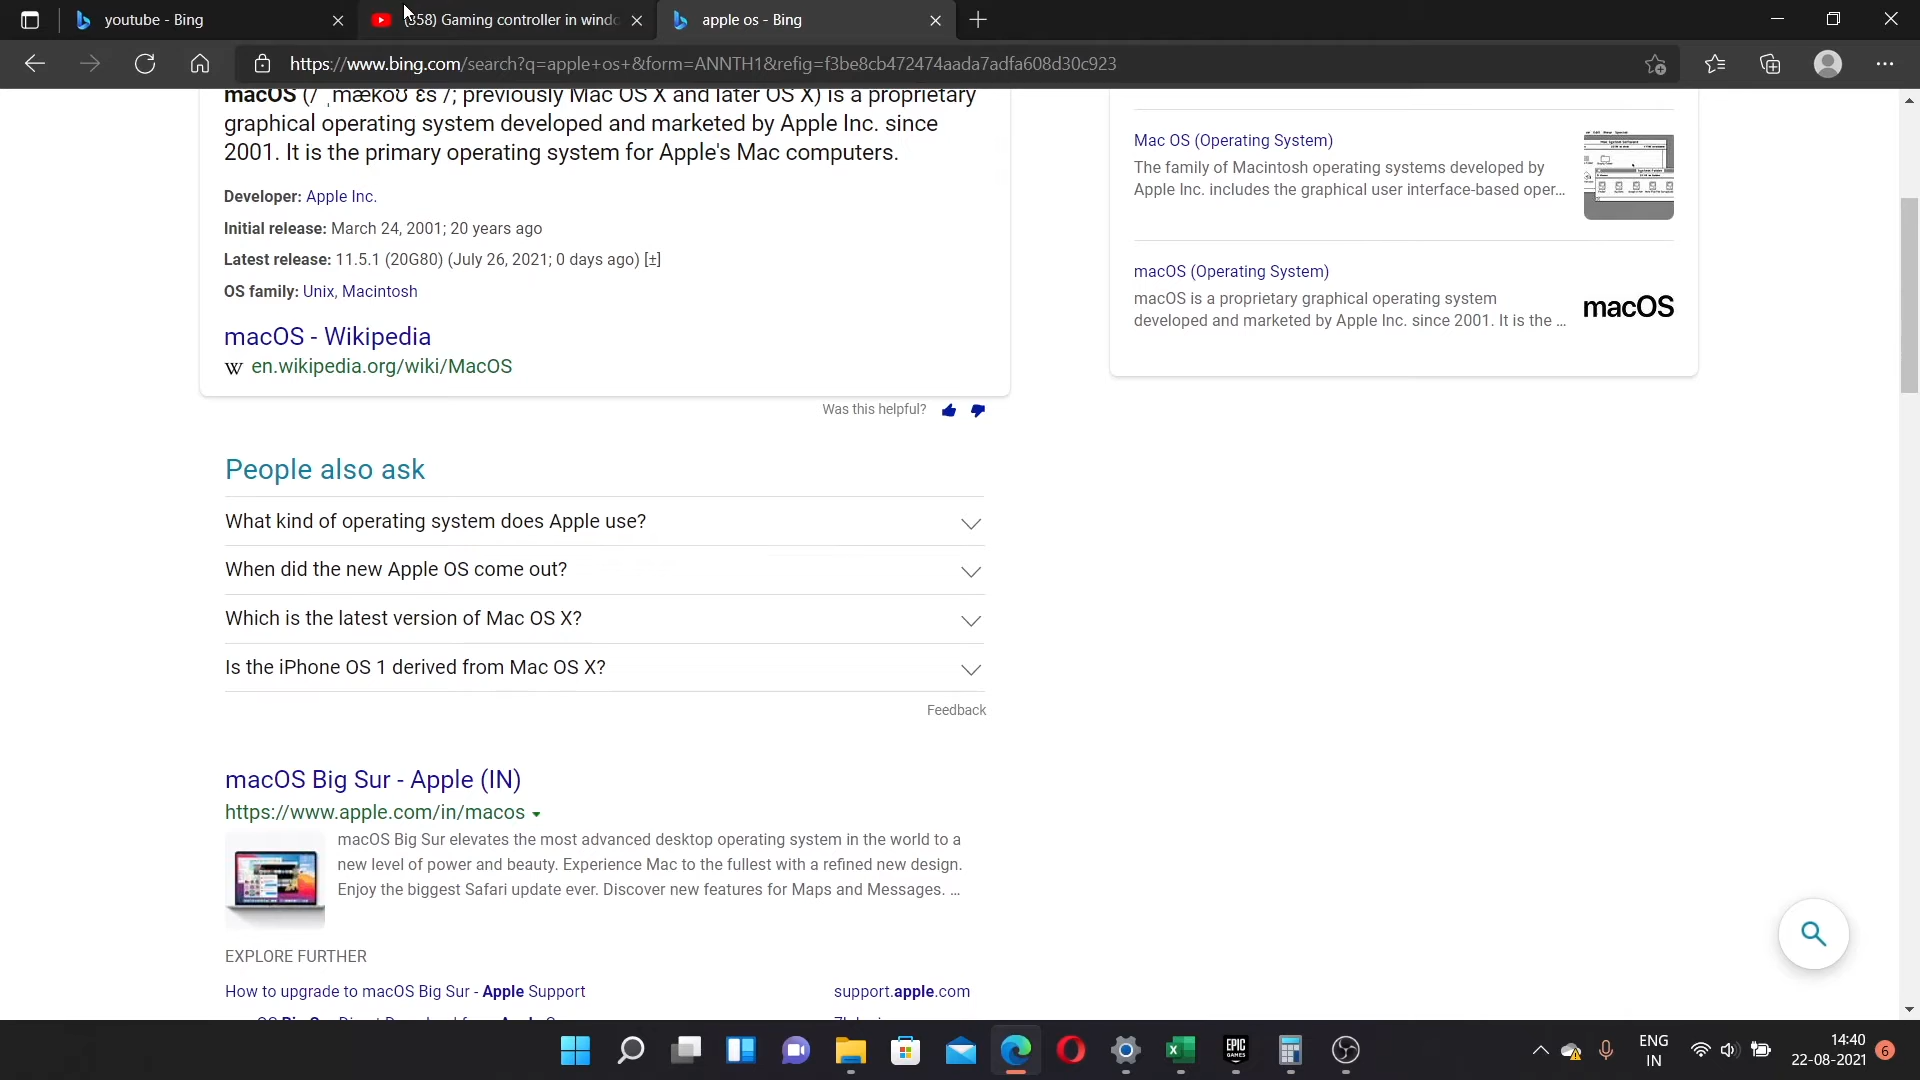 youtube - Bing
(358) Gaming controller in windo
apple os - Bing
https://www.bing.com/search?q=apple+os+&form=ANNTH1&refig=f3be8cb472474aada7adfa608d30c923
macOS (/ˌmækoʊˈɛs/; previously Mac OS X and later OS X) is a proprietary
graphical operating system developed and marketed by Apple Inc. since
2001. It is the primary operating system for Apple's Mac computers.
Developer: Apple Inc.
Initial release: March 24, 2001; 20 years ago
Latest release: 11.5.1 (20G80) (July 26, 2021; 0 days ago) [±]
OS family: Unix, Macintosh
macOS - Wikipedia
W en.wikipedia.org/wiki/MacOS
Was this helpful?
Mac OS (Operating System)
The family of Macintosh operating systems developed by
Apple Inc. includes the graphical user interface-based oper...
macOS (Operating System)
macOS is a proprietary graphical operating system
developed and marketed by Apple Inc. since 2001. It is the ...
macOS
People also ask
What kind of operating system does Apple use?
When did the new Apple OS come out?
Which is the latest version of Mac OS X?
Is the iPhone OS 1 derived from Mac OS X?
Feedback
macOS Big Sur - Apple (IN)
https://www.apple.com/in/macos
macOS Big Sur elevates the most advanced desktop operating system in the world to a
new level of power and beauty. Experience Mac to the fullest with a refined new design.
Enjoy the biggest Safari update ever. Discover new features for Maps and Messages. ...
EXPLORE FURTHER
How to upgrade to macOS Big Sur - Apple Support
support.apple.com
EPIC
GAMES
ENG
IN
14:40
22-08-2021
6